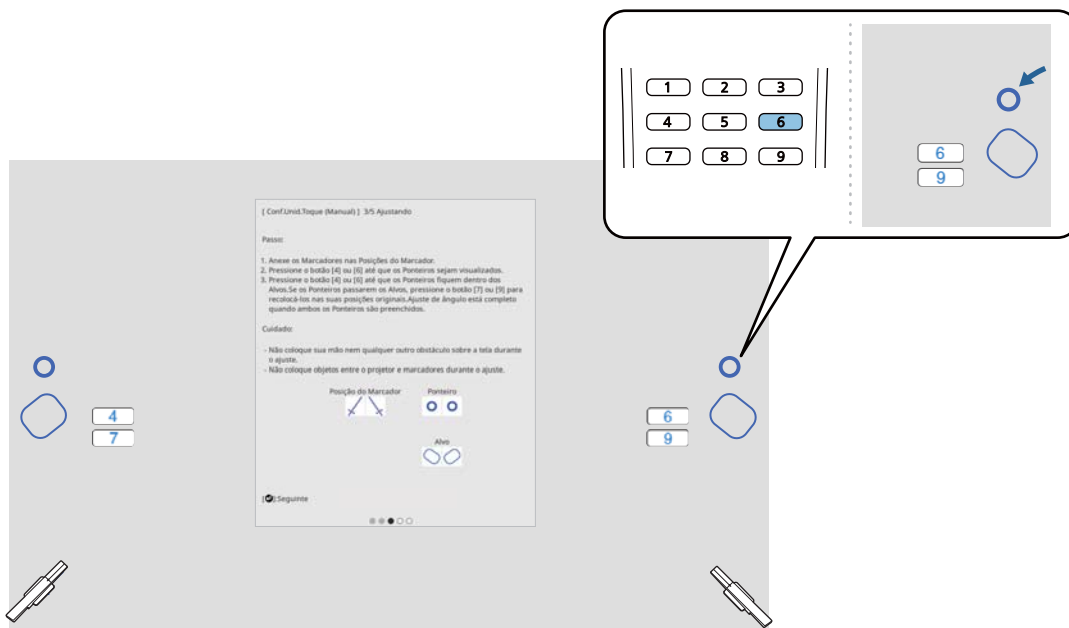 1 2 3
4 5 6
7 8 9
6
9
[ Conf.Unid.Toque (Manual) ] 3/5 Ajustando
Passo:
1. Anexe os Marcadores nas Posições do Marcador.
2. Pressione o botão [4] ou [6] até que os Ponteiros sejam visualizados.
3. Pressione o botão [4] ou [6] até que os Ponteiros fiquem dentro dos
Alvos.Se os Ponteiros passarem os Alvos, pressione o botão [7] ou [9] para
recolocá-los nas suas posições originais.Ajuste de ângulo está completo
quando ambos os Ponteiros são preenchidos.
Cuidado:
- Não coloque sua mão nem qualquer outro obstáculo sobre a tela durante
o ajuste.
- Não coloque objetos entre o projetor e marcadores durante o ajuste.
Posição do Marcador Ponteiro
Alvo
[ ]:Seguinte
4
7
6
9